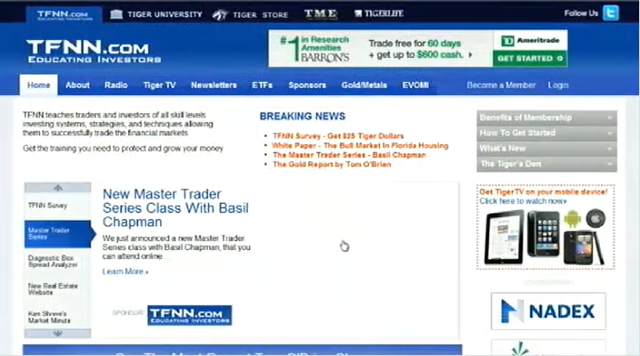 TFNN.COM
EDUCATING INVESTORS
TIGER UNIVERSITY
TIGER STORE
TME
TIGERLIFE
Follow Us
TFNN.COM
EDUCATING INVESTORS
#1 in Research Amenities
BARRON'S
Trade free for 60 days
+ get up to $600 cash.
TD Ameritrade
GET STARTED
Home About Radio Tiger TV Newsletters ETFs Sponsors Gold/Metals EVOMI Become a Member Login
TFNN teaches traders and investors of all skill levels
investing systems, strategies, and techniques allowing
them to successfully trade the financial markets
Get the training you need to protect and grow your money
BREAKING NEWS
TFNN Survey - Get $25 Tiger Dollars
White Paper - The Bull Market In Florida Housing
The Master Trader Series - Basil Chapman
The Gold Report by Tom O'Brien
Benefits of Membership
How To Get Started
What's New
The Tiger's Den
TFNN Survey
Master Trader
Series
Diagnostic Box
Spread Analyzer
New Real Estate
Website
Ken Shreve's
Market Minute
New Master Trader
Series Class With Basil
Chapman
We just announced a new Master Trader
Series class with Basil Chapman, that you
can attend online
Learn More
SPONSORS
TFNN.COM
EDUCATING INVESTORS
Get TigerTV on your mobile device!
Click here to watch now
NADEX